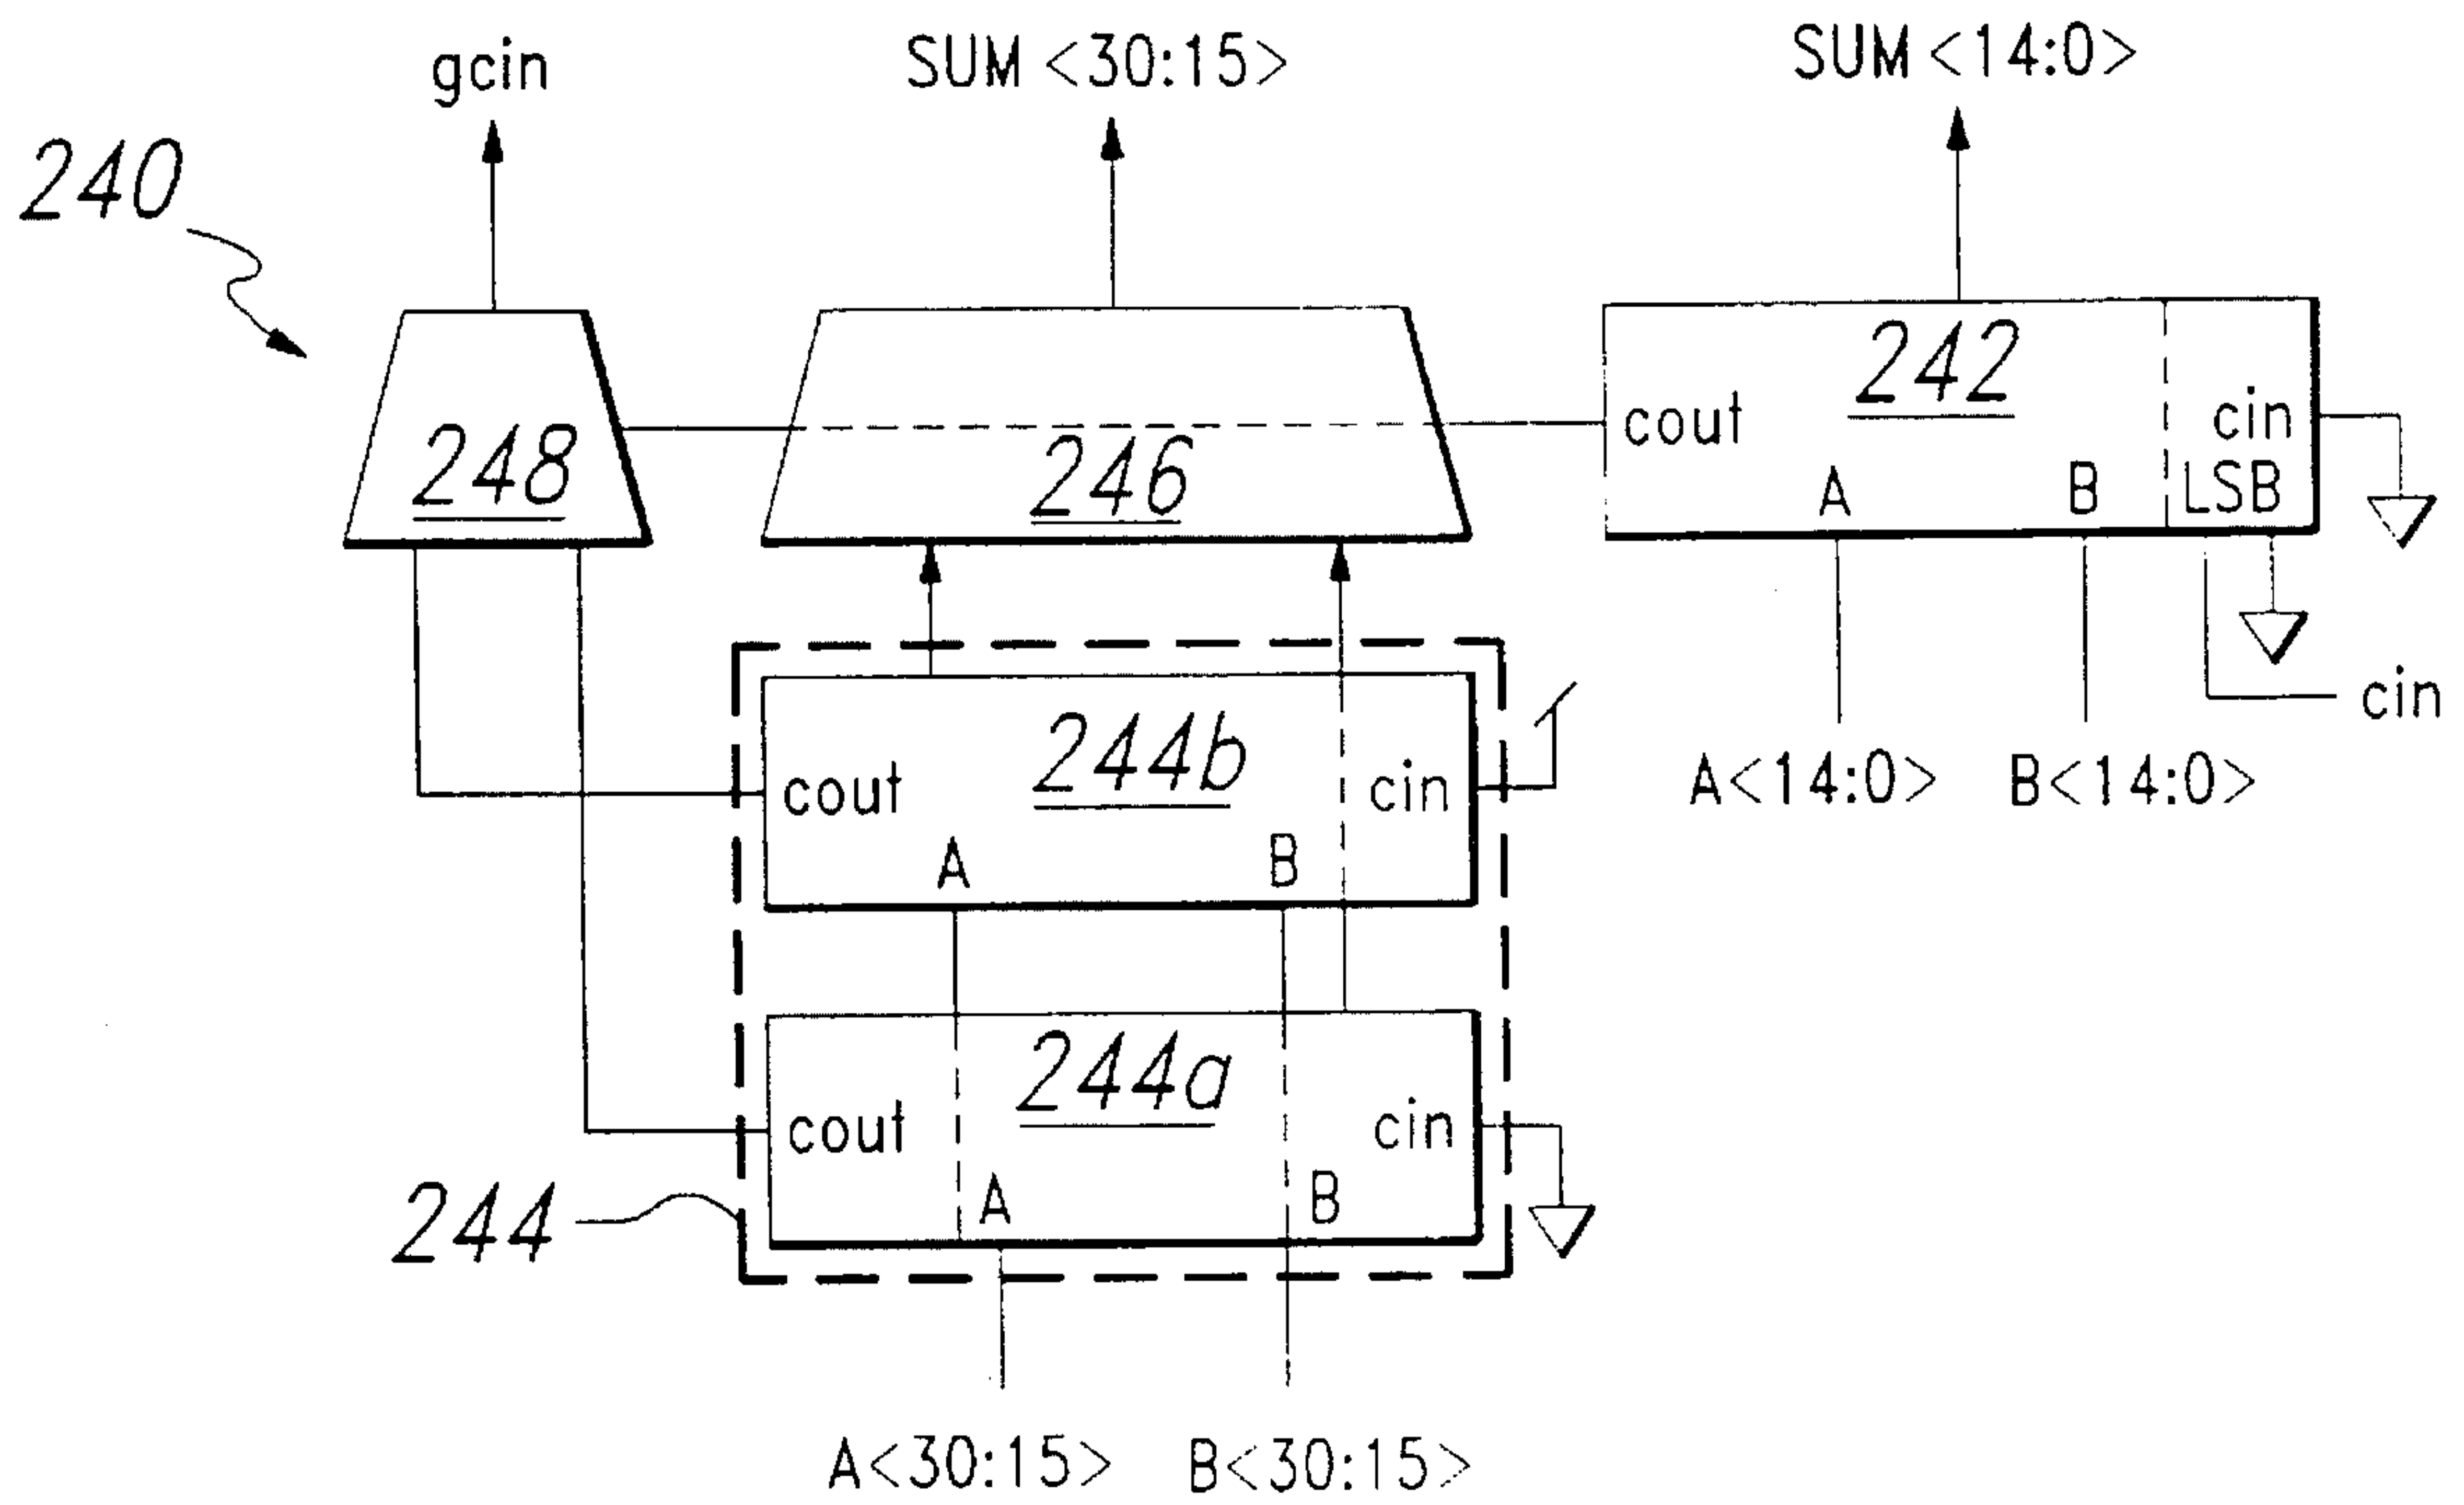 gcin
SUM <30:15>
SUM <14:0>
240
248
246
cout
242
cin
A
B
LSB
cin
A<14:0>
B<14:0>
cout
244b
cin
A
B
cout
244a
cin
A
B
244
A<30:15>
B<30:15>